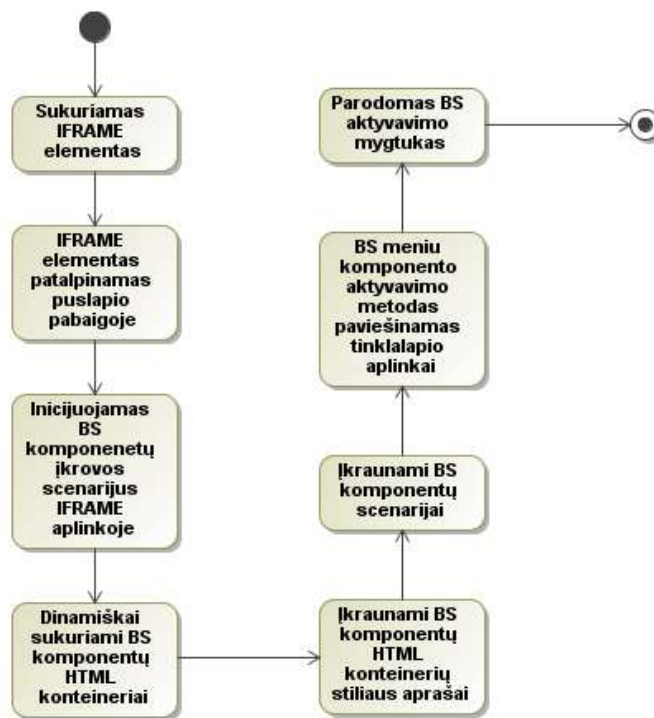 Sukuriamas
IFRAME
elementas
IFRAME
elementas
patalpinamas
puslapio
pabaigoje
Inicijuojamas
BS
komponenetų
įkrovos
scenarijus
IFRAME
aplinkoje
Dinamiškai
sukuriami BS
komponentų
HTML
konteineriai
Įkraunami BS
komponentų
HTML
konteinerių
stiliaus aprašai
Įkraunami BS
komponentų
scenarijai
BS meniu
komponento
aktyvavimo
metodas
paviešinamas
tinklalapio
aplinkai
Parodomas BS
aktyvavimo
mygtukas